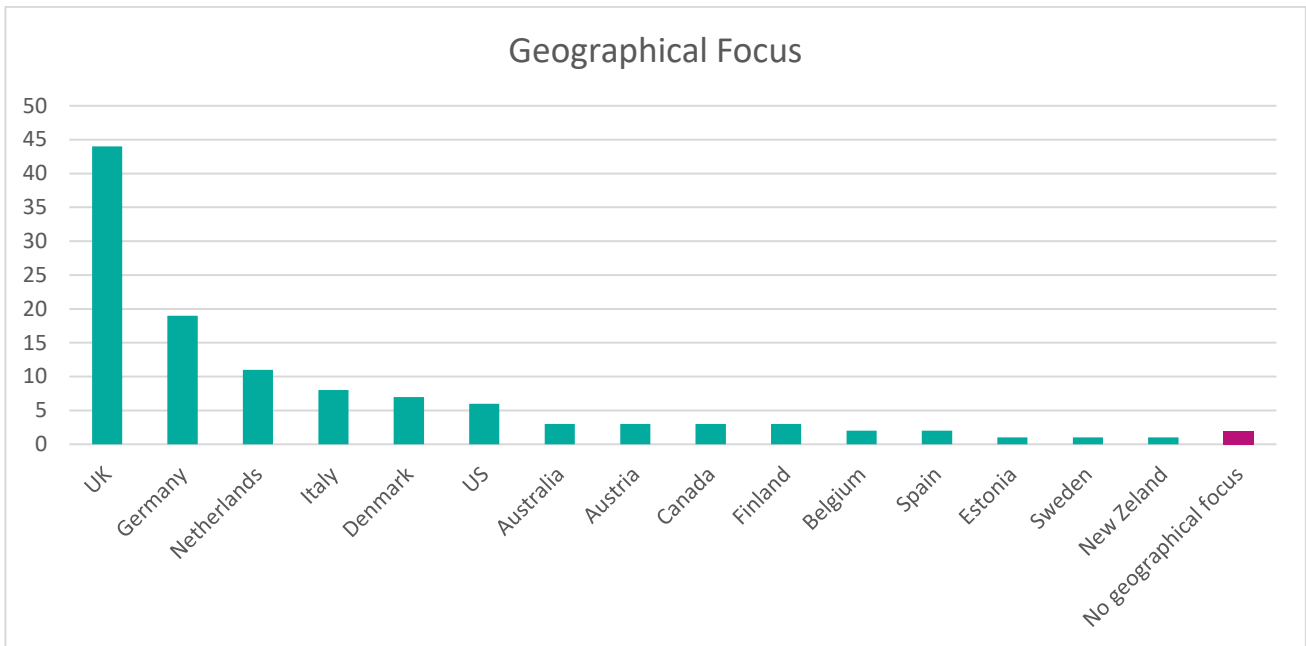 Geographical Focus
50
45
40
35
30
25
20
15
10
5
0
UK
Germany
Netherlands
Italy
Denmark
US
Australia
Austria
Canada
Finland
Belgium
Spain
Estonia
Sweden
New Zeland
No geographical focus